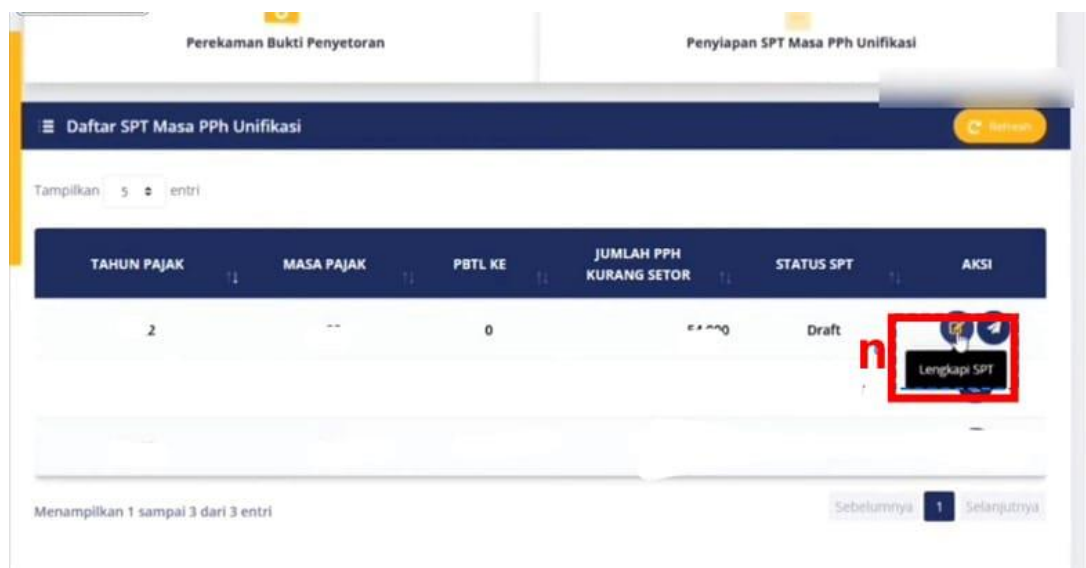 Perekaman Bukti Penyetoran
Penyiapan SPT Masa PPh Unifikasi
Daftar SPT Masa PPh Unifikasi
Refresh
Tampilkan 5 entri
TAHUN PAJAK
MASA PAJAK
PBTL KE
JUMLAH PPH
KURANG SETOR
STATUS SPT
AKSI
2
0
Draft
n
Lengkapi SPT
Menampilkan 1 sampai 3 dari 3 entri
Sebelumnya 1 Selanjutnya